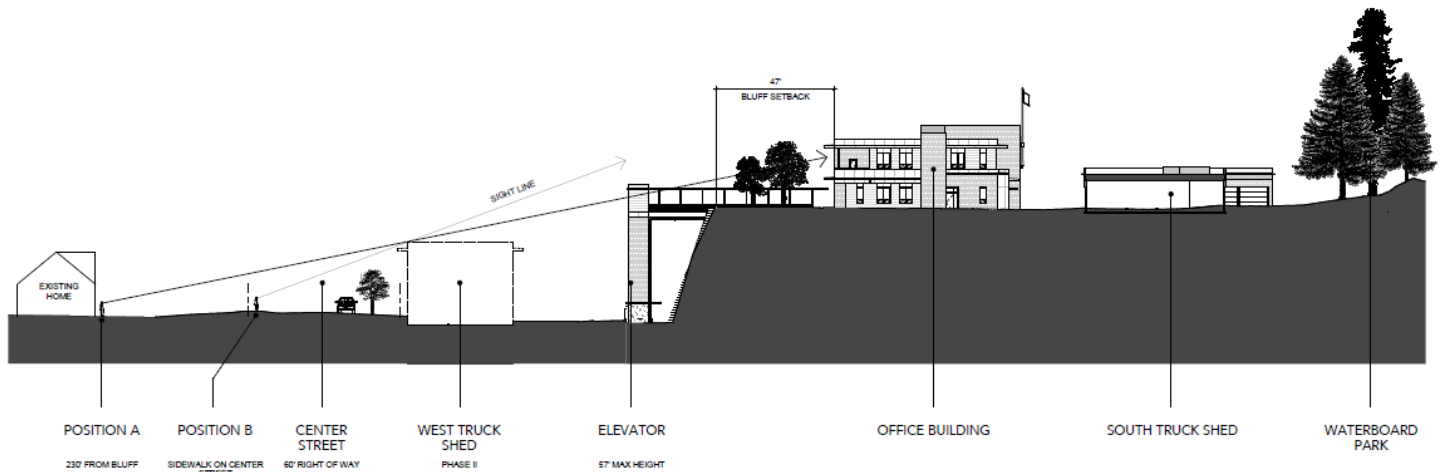 47'
BLUFF SETBACK
SIGHT LINE
EXISTING
HOME
POSITION A
230' FROM BLUFF
POSITION B
SIDEWALK ON CENTER
STREET
CENTER
STREET
60' RIGHT OF WAY
WEST TRUCK
SHED
PHASE II
ELEVATOR
57' MAX HEIGHT
OFFICE BUILDING
SOUTH TRUCK SHED
WATERBOARD
PARK